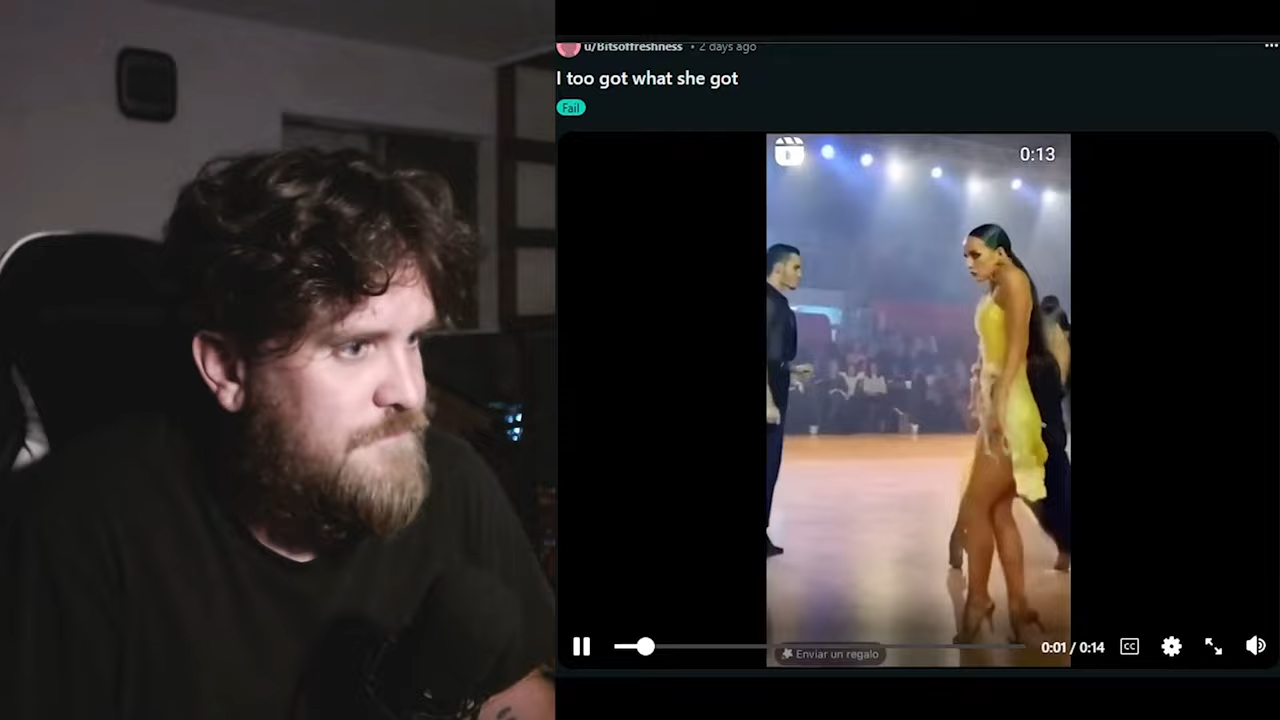 u/Bitsoffreshness • 2 days ago
I too got what she got
Fail
0:13
Enviar un regalo
0:01 / 0:14
CC